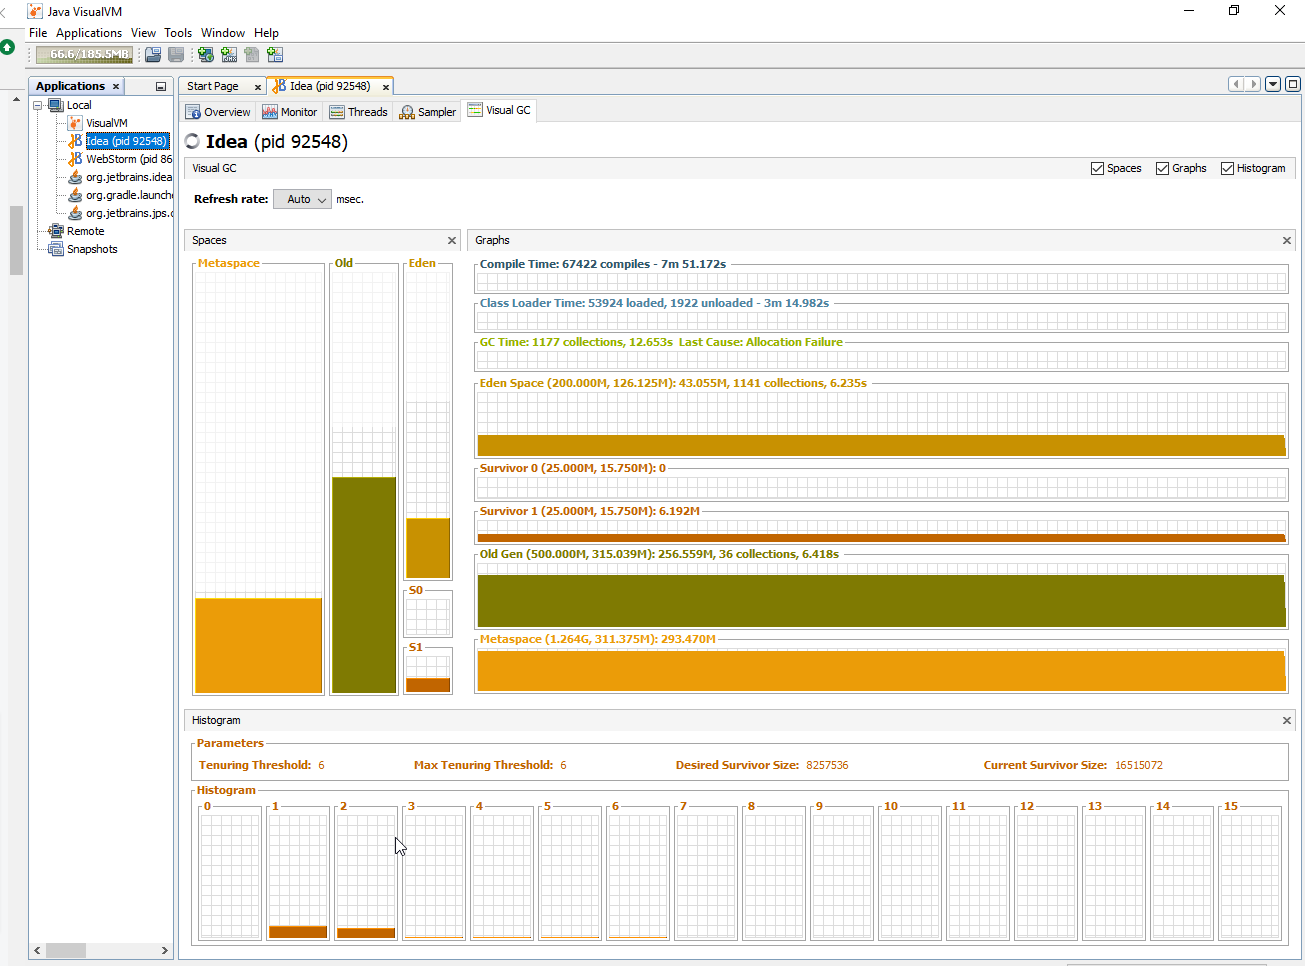 Java VisualVM
File Applications View Tools Window Help
66.6/185.5MB
Applications
Start Page
Idea (pid 92548)
Local
VisualVM
Idea (pid 92548)
WebStorm (pid 86
org.jetbrains.idea
org.gradle.launch
org.jetbrains.jps.
Remote
Snapshots
Overview Monitor Threads Sampler Visual GC
Idea (pid 92548)
Visual GC
Spaces Graphs Histogram
Refresh rate: Auto msec.
Spaces
Metaspace
Old
Eden
S0
S1
Graphs
Compile Time: 67422 compiles - 7m 51.172s
Class Loader Time: 53924 loaded, 1922 unloaded - 3m 14.982s
GC Time: 1177 collections, 12.653s Last Cause: Allocation Failure
Eden Space (200.000M, 126.125M): 43.055M, 1141 collections, 6.235s
Survivor 0 (25.000M, 15.750M): 0
Survivor 1 (25.000M, 15.750M): 6.192M
Old Gen (500.000M, 315.039M): 256.559M, 36 collections, 6.418s
Metaspace (1.264G, 311.375M): 293.470M
Histogram
Parameters
Tenuring Threshold: 6 Max Tenuring Threshold: 6 Desired Survivor Size: 8257536 Current Survivor Size: 16515072
Histogram
0 1 2 3 4 5 6 7 8 9 10 11 12 13 14 15